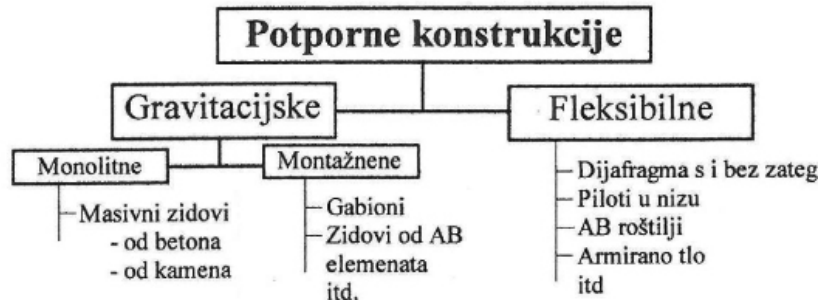 Potporne konstrukcije
Gravitacijske
Fleksibilne
Monolitne
Montažnene
Masivni zidovi
- od betona
- od kamena
Gabioni
Zidovi od AB
elemenata
itd.
Dijafragma s i bez zateg
Piloti u nizu
AB roštilji
Armirano tlo
itd